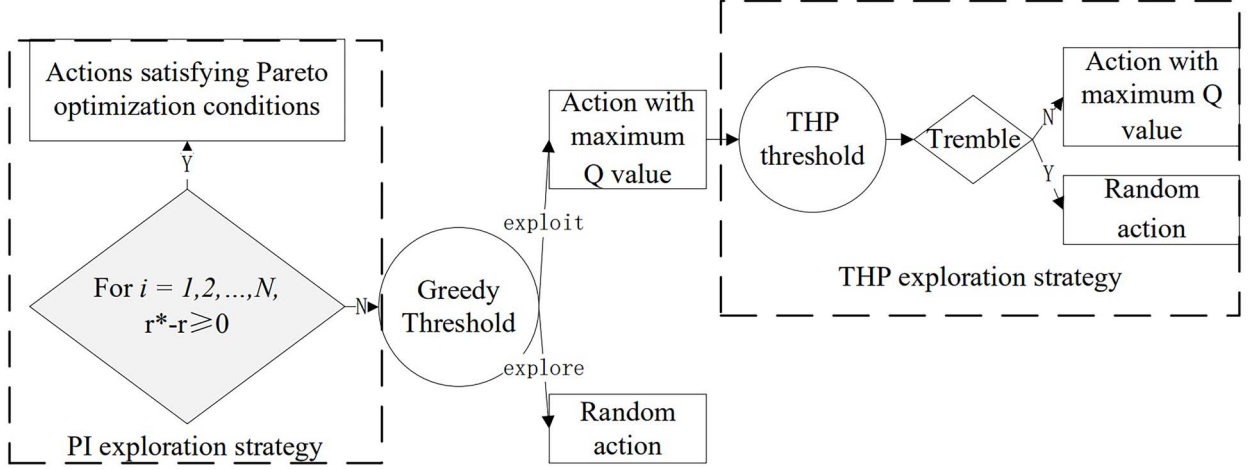 Actions satisfying Pareto
optimization conditions
Y
For i = 1,2,...,N,
r*-r≥0
N
PI exploration strategy
Greedy
Threshold
exploit
explore
Action with
maximum
Q value
Random
action
THP
threshold
Tremble
N
Y
Action with
maximum Q
value
Random
action
THP exploration strategy